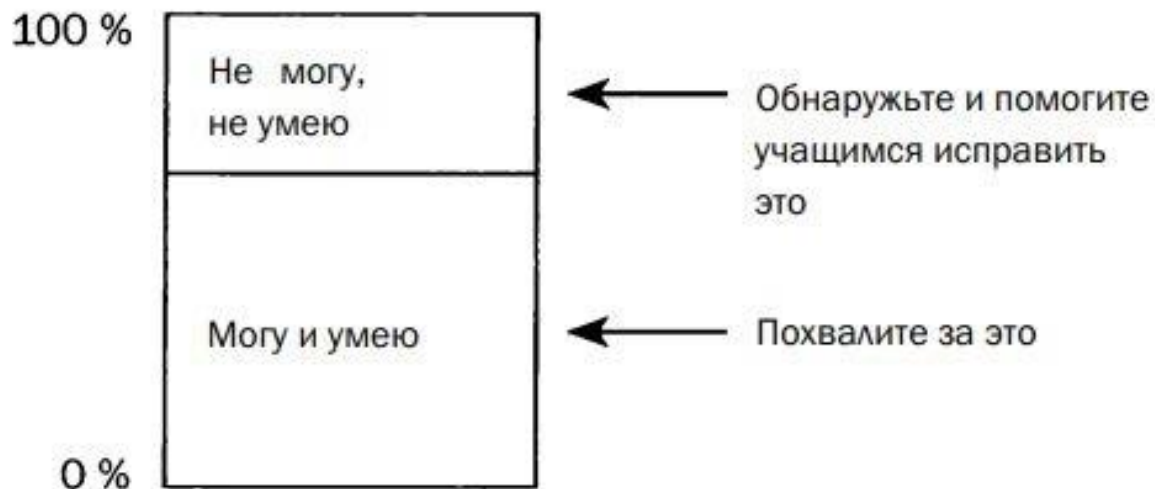 100 %
Не могу,
не умею
Обнаружьте и помогите
учащимся исправить
это
Могу и умею
Похвалите за это
0 %